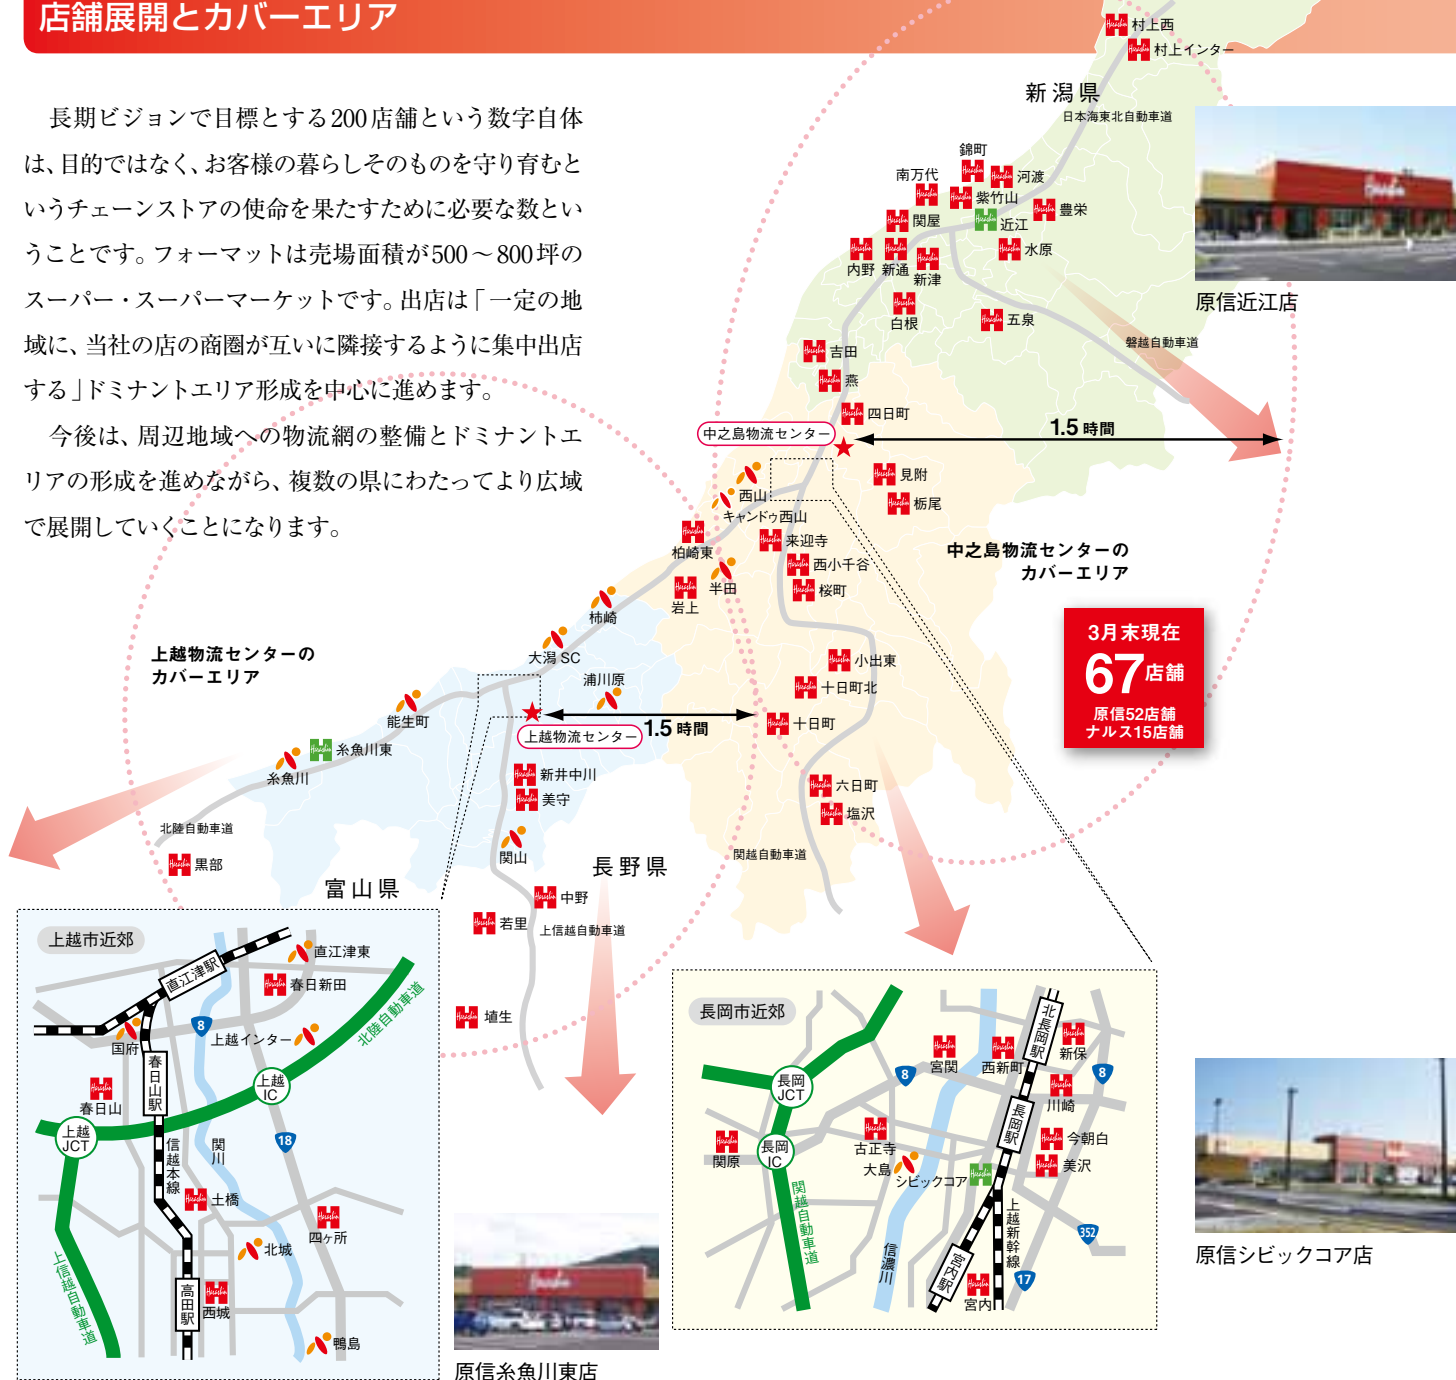 店舗展開とカバーエリア
長期ビジョンで目標とする200店舗という数字自体
は、目的ではなく、お客様の暮らしそのものを守り育むと
いうチェーンストアの使命を果たすために必要な数とい
うことです。フォーマットは売場面積が500～800坪の
スーパー・スーパーマーケットです。出店は「一定の地
域に、当社の店の商圏が互いに隣接するように集中出店
する」ドミナントエリア形成を中心に進めます。
今後は、周辺地域への物流網の整備とドミナントエ
リアの形成を進めながら、複数の県にわたってより広域
で展開していくことになります。
村上西
村上インター
新潟県
日本海東北自動車道
錦町
河渡
南万代
紫竹山
豊栄
関屋
近江
内野
新通
新津
水原
白根
五泉
磐越自動車道
吉田
燕
四日町
中之島物流センター
1.5時間
見附
栃尾
西山
キャンドゥ西山
来迎寺
柏崎東
西小千谷
半田
桜町
岩上
中之島物流センターの
カバーエリア
柿崎
大潟SC
浦川原
小出東
十日町北
十日町
六日町
塩沢
関越自動車道
3月末現在
67店舗
原信52店舗
ナルス15店舗
上越物流センターの
カバーエリア
1.5時間
上越物流センター
能生町
糸魚川東
糸魚川
新井中川
美守
関山
北陸自動車道
黒部
富山県
長野県
中野
若里
上信越自動車道
埴生
原信近江店
上越市近郊
直江津駅
直江津東
春日新田
8
上越インター
北陸自動車道
国府
春日山駅
春日山
上越
IC
上越
JCT
18
信越本線
関川
土橋
四ヶ所
北城
上信越自動車道
高田駅
西城
鴨島
原信糸魚川東店
長岡市近郊
北長岡駅
新保
宮関
西新町
8
8
長岡
JCT
川崎
長岡駅
古正寺
今朝白
関原
長岡
IC
大島
シビックコア
美沢
関越自動車道
上越新幹線
352
信濃川
宮内駅
17
宮内
原信シビックコア店
Harashin